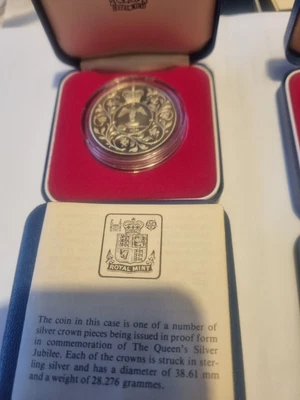 ROYAL MINT
The coin in this case is one of a number of
silver crown pieces being issued in proof form
in commemoration of The Queen's Silver
Jubilee. Each of the crowns is struck in ster-
ling silver and has a diameter of 38.61 mm
and a weight of 28.276 grammes.